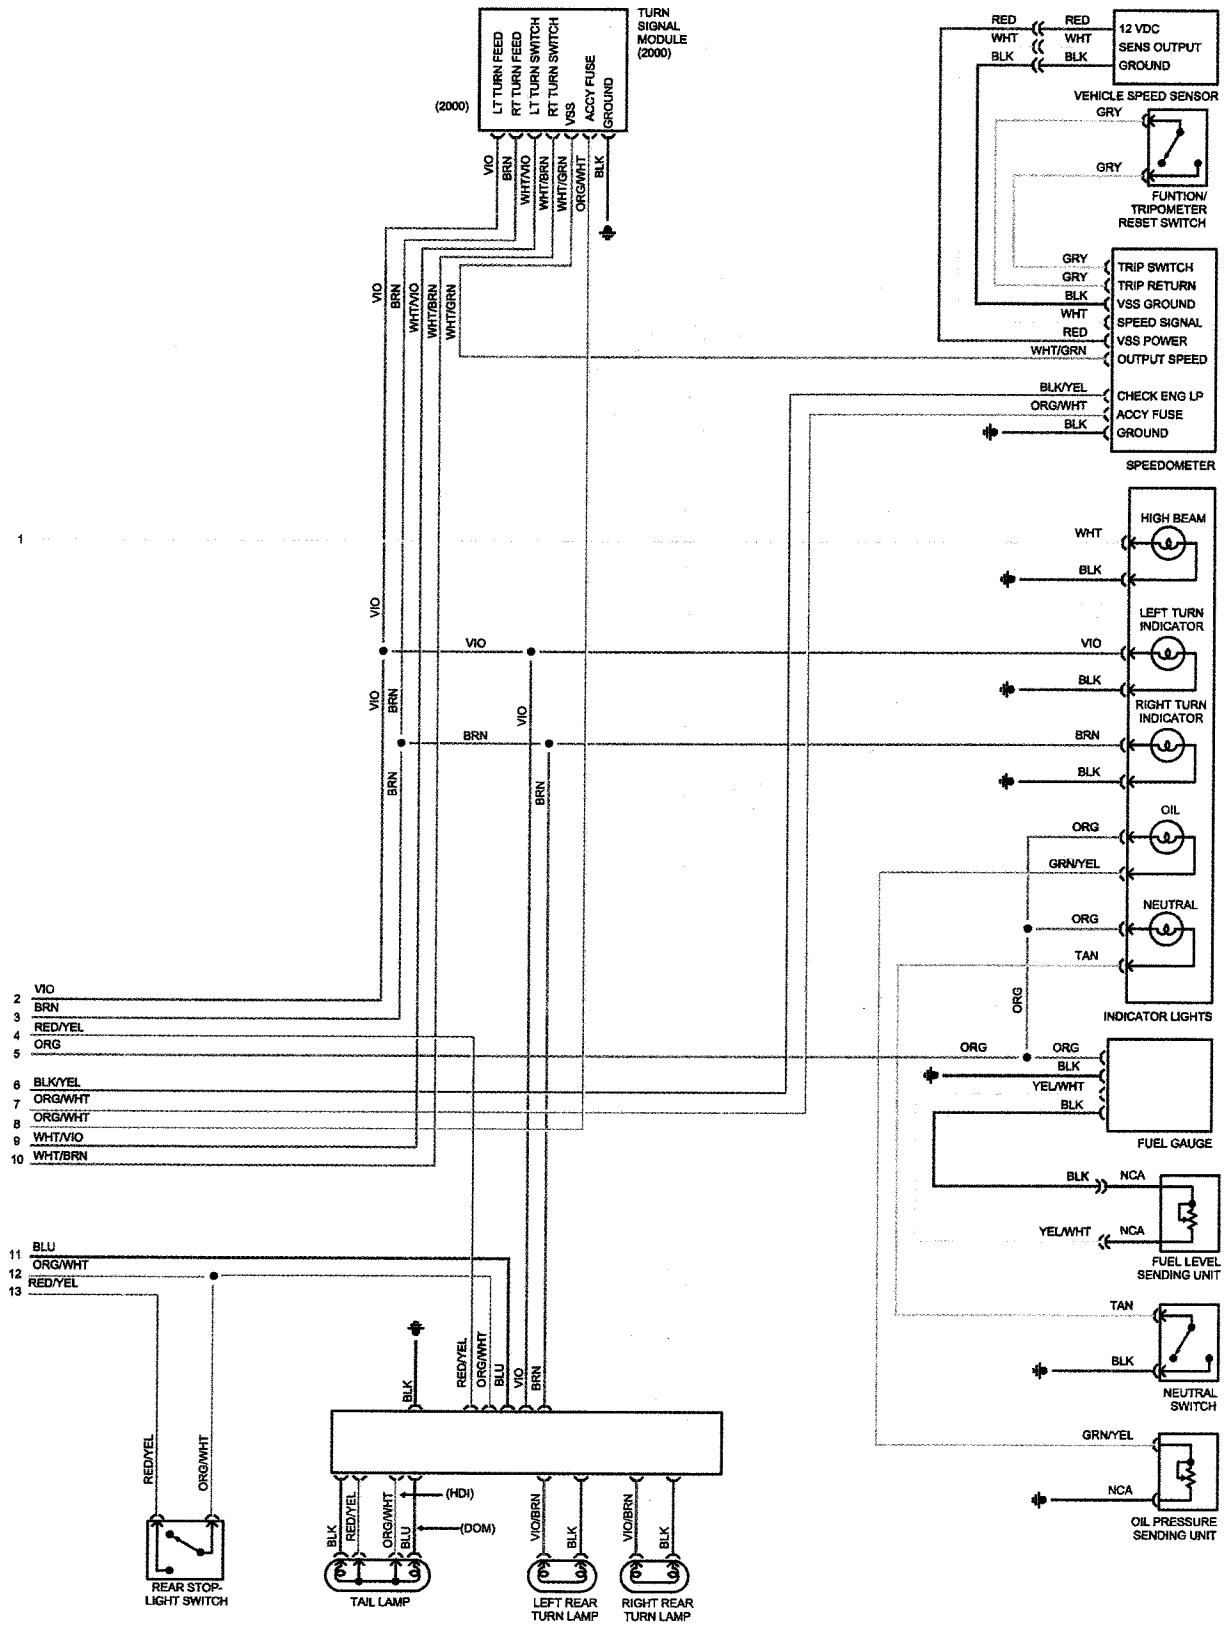 TURN
SIGNAL
MODULE
(2000)
(2000)
LT TURN FEED
RT TURN FEED
LT TURN SWITCH
RT TURN SWITCH
VSS
ACCY FUSE
GROUND
VIO
BRN
WHT/VIO
WHT/BRN
WHT/GRN
ORG/WHT
BLK
VIO
BRN
WHT/VIO
WHT/BRN
WHT/GRN
RED
RED
12 VDC
WHT
WHT
SENS OUTPUT
BLK
BLK
GROUND
VEHICLE SPEED SENSOR
GRY
GRY
FUNTION/
TRIPOMETER
RESET SWITCH
GRY
TRIP SWITCH
GRY
TRIP RETURN
BLK
VSS GROUND
WHT
SPEED SIGNAL
RED
VSS POWER
WHT/GRN
OUTPUT SPEED
BLK/YEL
CHECK ENG LP
ORG/WHT
ACCY FUSE
BLK
GROUND
SPEEDOMETER
1
WHT
HIGH BEAM
BLK
VIO
VIO
LEFT TURN
INDICATOR
VIO
BLK
VIO
BRN
VIO
RIGHT TURN
INDICATOR
BRN
BRN
BLK
BRN
BRN
OIL
ORG
GRN/YEL
NEUTRAL
ORG
TAN
ORG
INDICATOR LIGHTS
2 VIO
3 BRN
4 RED/YEL
5 ORG
ORG
ORG
BLK
YEL/WHT
BLK
FUEL GAUGE
6 BLK/YEL
7 ORG/WHT
8 ORG/WHT
9 WHT/VIO
10 WHT/BRN
BLK
NCA
YEL/WHT
NCA
FUEL LEVEL
SENDING UNIT
11 BLU
12 ORG/WHT
13 RED/YEL
TAN
BLK
NEUTRAL
SWITCH
BLK
RED/YEL
ORG/WHT
BLU
VIO
BRN
GRN/YEL
NCA
OIL PRESSURE
SENDING UNIT
RED/YEL
ORG/WHT
REAR STOP-
LIGHT SWITCH
BLK
RED/YEL
ORG/WHT
BLU
(HDI)
(DOM)
TAIL LAMP
VIO/BRN
BLK
LEFT REAR
TURN LAMP
VIO/BRN
BLK
RIGHT REAR
TURN LAMP